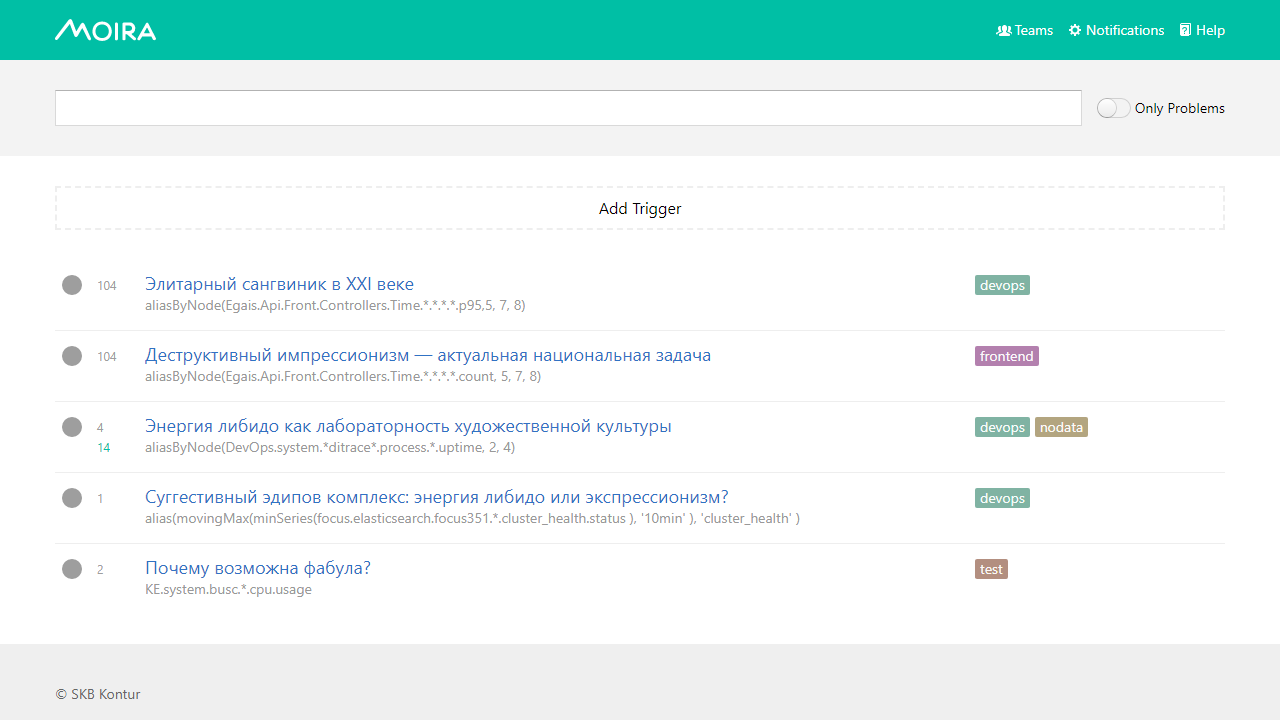 MOIRA
Teams
Notifications
Help
Only Problems
Add Trigger
104
Элитарный сангвиник в XXI веке
devops
aliasByNode(Egais.Api.Front.Controllers.Time.*.*.*.*.p95,5, 7, 8)
104
Деструктивный импрессионизм — актуальная национальная задача
frontend
aliasByNode(Egais.Api.Front.Controllers.Time.*.*.*.*.count, 5, 7, 8)
4
Энергия либидо как лабораторность художественной культуры
devops nodata
14
aliasByNode(DevOps.system.*ditrace*.process.*.uptime, 2, 4)
1
Суггестивный эдипов комплекс: энергия либидо или экспрессионизм?
devops
alias(movingMax(minSeries(focus.elasticsearch.focus351.*.cluster_health.status ), '10min' ), 'cluster_health' )
2
Почему возможна фабула?
test
KE.system.busc.*.cpu.usage
© SKB Kontur